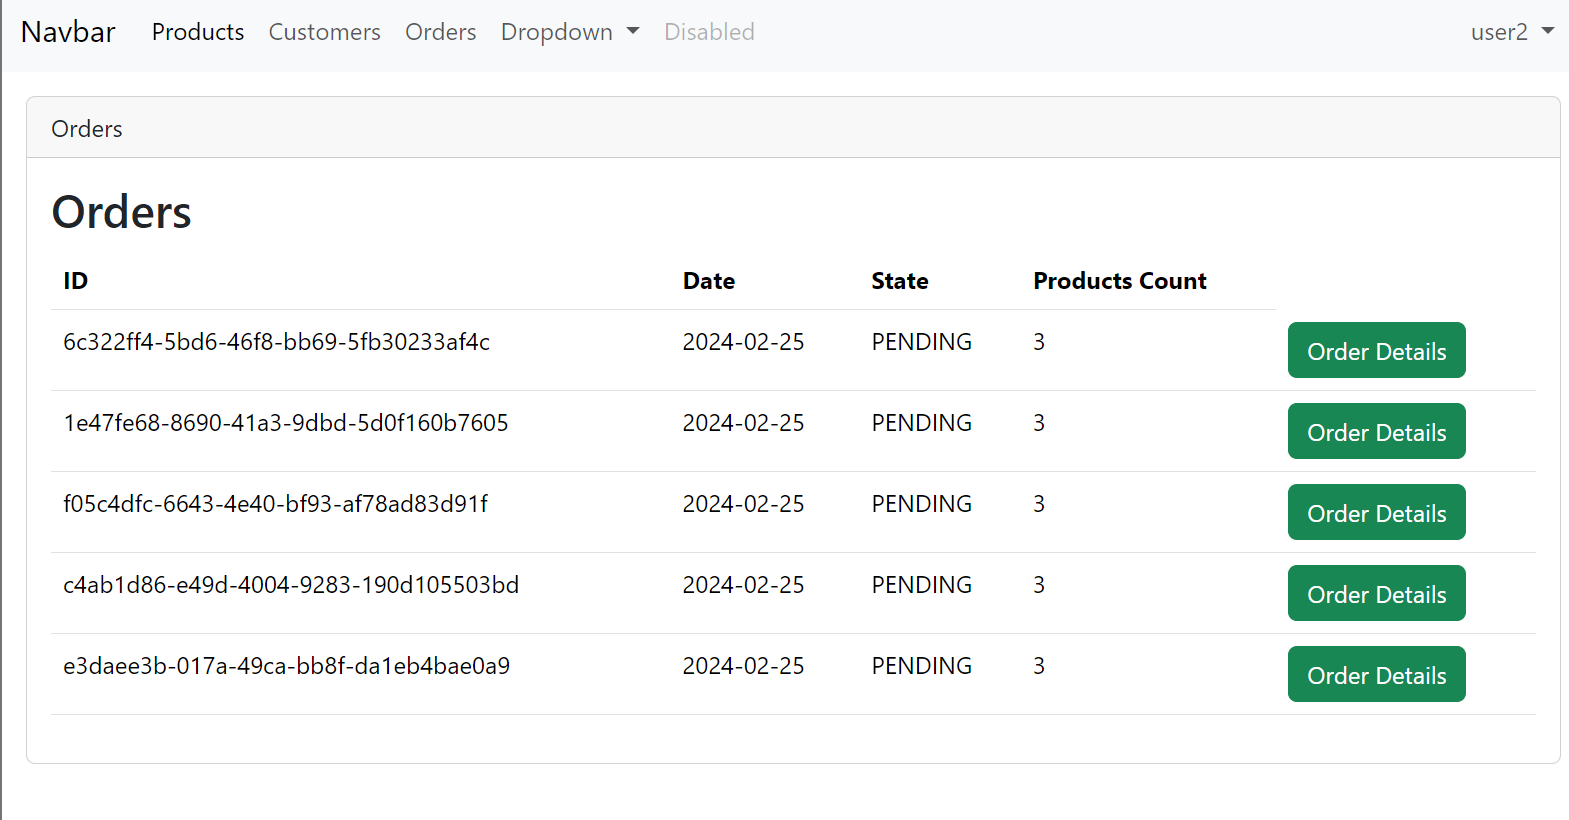 Navbar Products Customers Orders Dropdown Disabled user2
Orders
Orders
ID Date State Products Count
6c322ff4-5bd6-46f8-bb69-5fb30233af4c 2024-02-25 PENDING 3 Order Details
1e47fe68-8690-41a3-9dbd-5d0f160b7605 2024-02-25 PENDING 3 Order Details
f05c4dfc-6643-4e40-bf93-af78ad83d91f 2024-02-25 PENDING 3 Order Details
c4ab1d86-e49d-4004-9283-190d105503bd 2024-02-25 PENDING 3 Order Details
e3daee3b-017a-49ca-bb8f-da1eb4bae0a9 2024-02-25 PENDING 3 Order Details